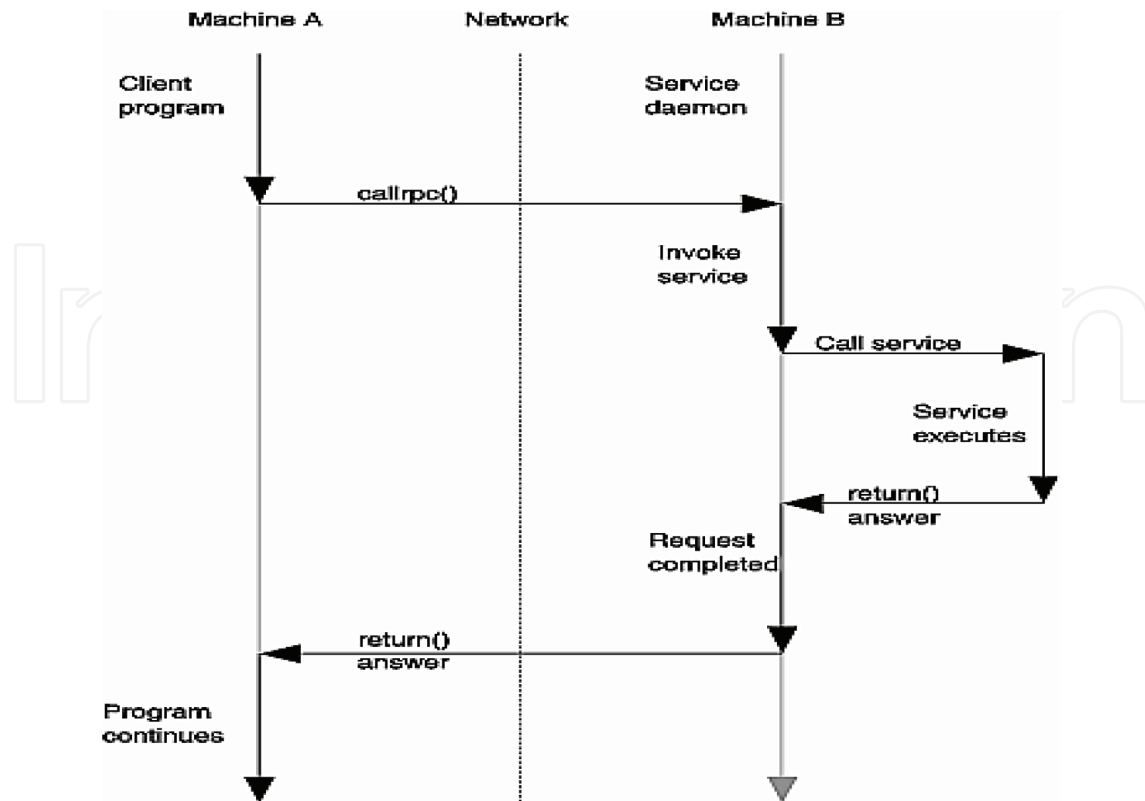 Machine A
Network
Machine B
Client
program
Service
daemon
callrpc()
Invoke
service
Call service
Service
executes
return()
answer
Request
completed
return()
answer
Program
continues